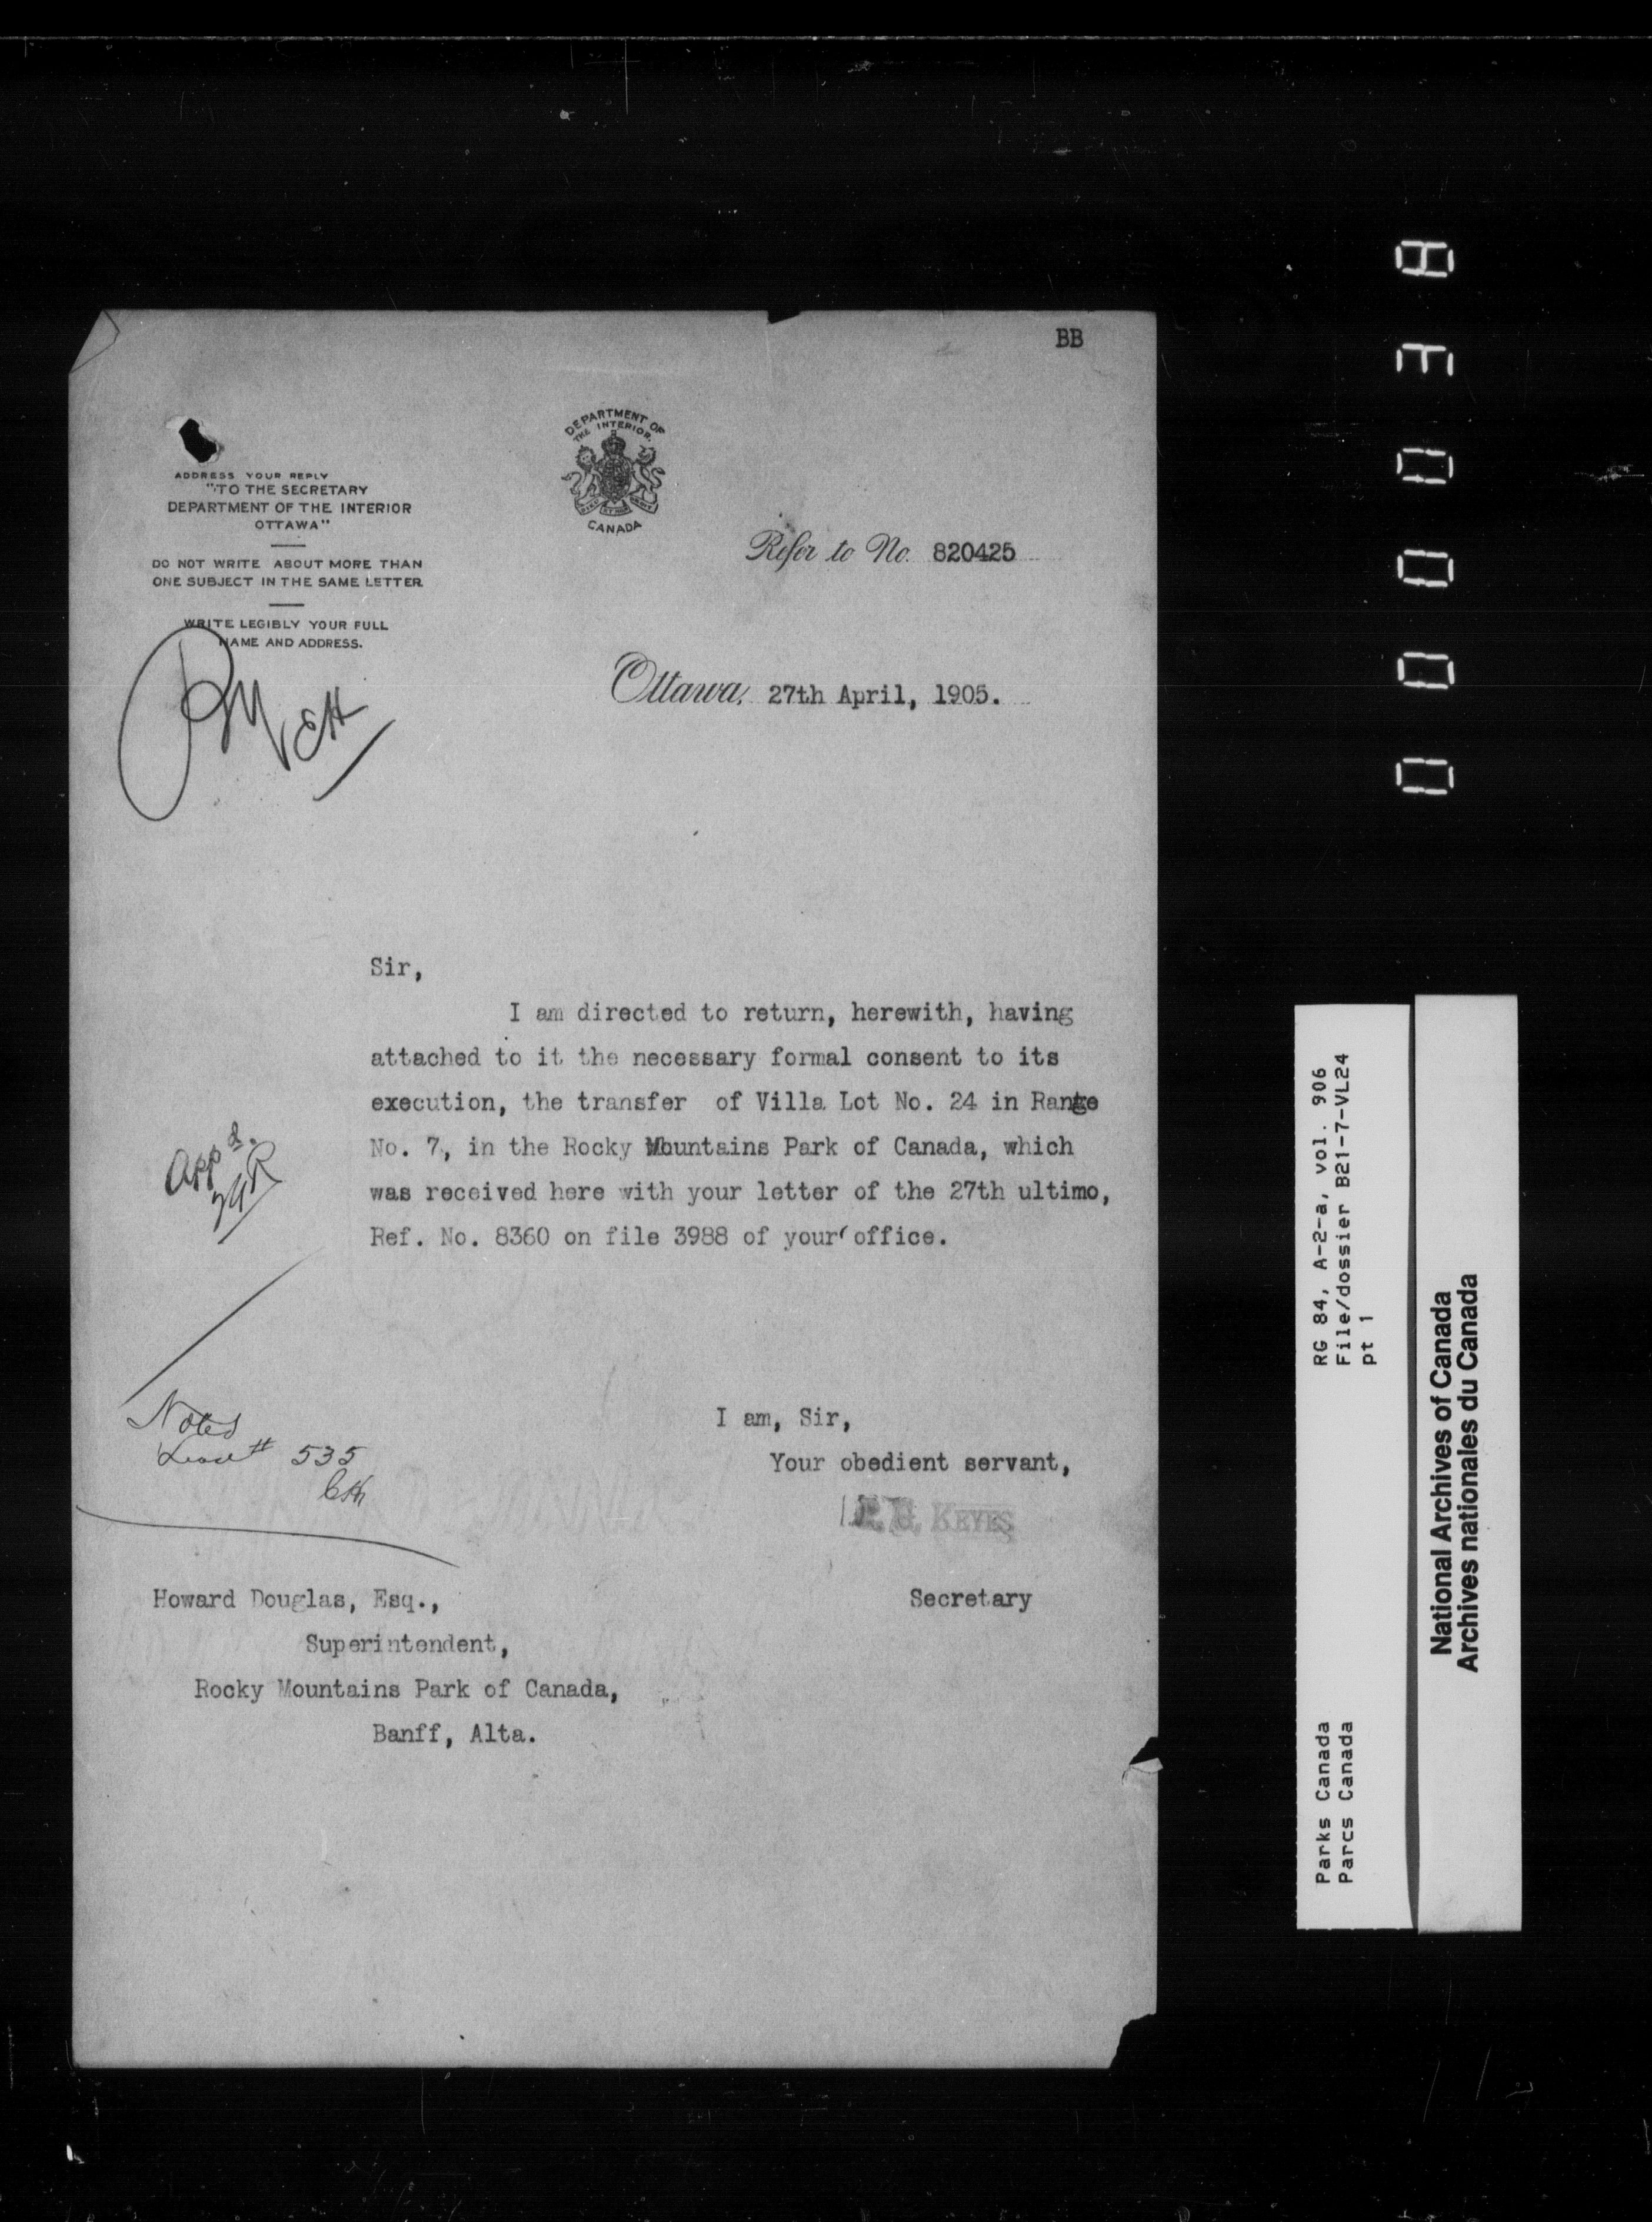 BB
DEPARTMENT OF
THE INTERIOR.
CANADA
ADDRESS YOUR REPLY
"TO THE SECRETARY
DEPARTMENT OF THE INTERIOR
OTTAWA"
DO NOT WRITE ABOUT MORE THAN
ONE SUBJECT IN THE SAME LETTER
WRITE LEGIBLY YOUR FULL
NAME AND ADDRESS.
Refer to No. 820425
Ottawa, 27th April, 1905.
Sir,
I am directed to return, herewith, having
attached to it the necessary formal consent to its
execution, the transfer of Villa Lot No. 24 in Range
No. 7, in the Rocky Mountains Park of Canada, which
was received here with your letter of the 27th ultimo,
Ref. No. 8360 on file 3988 of your office.
App'd.
Noted
Lease # 535
I am, Sir,
Your obedient servant,
KEYES
Secretary
Howard Douglas, Esq.,
Superintendent,
Rocky Mountains Park of Canada,
Banff, Alta.
000038
RG 84, A-2-a, vol. 906
File/dossier B21-7-VL24
pt 1
Parks Canada
Parcs Canada
National Archives of Canada
Archives nationales du Canada